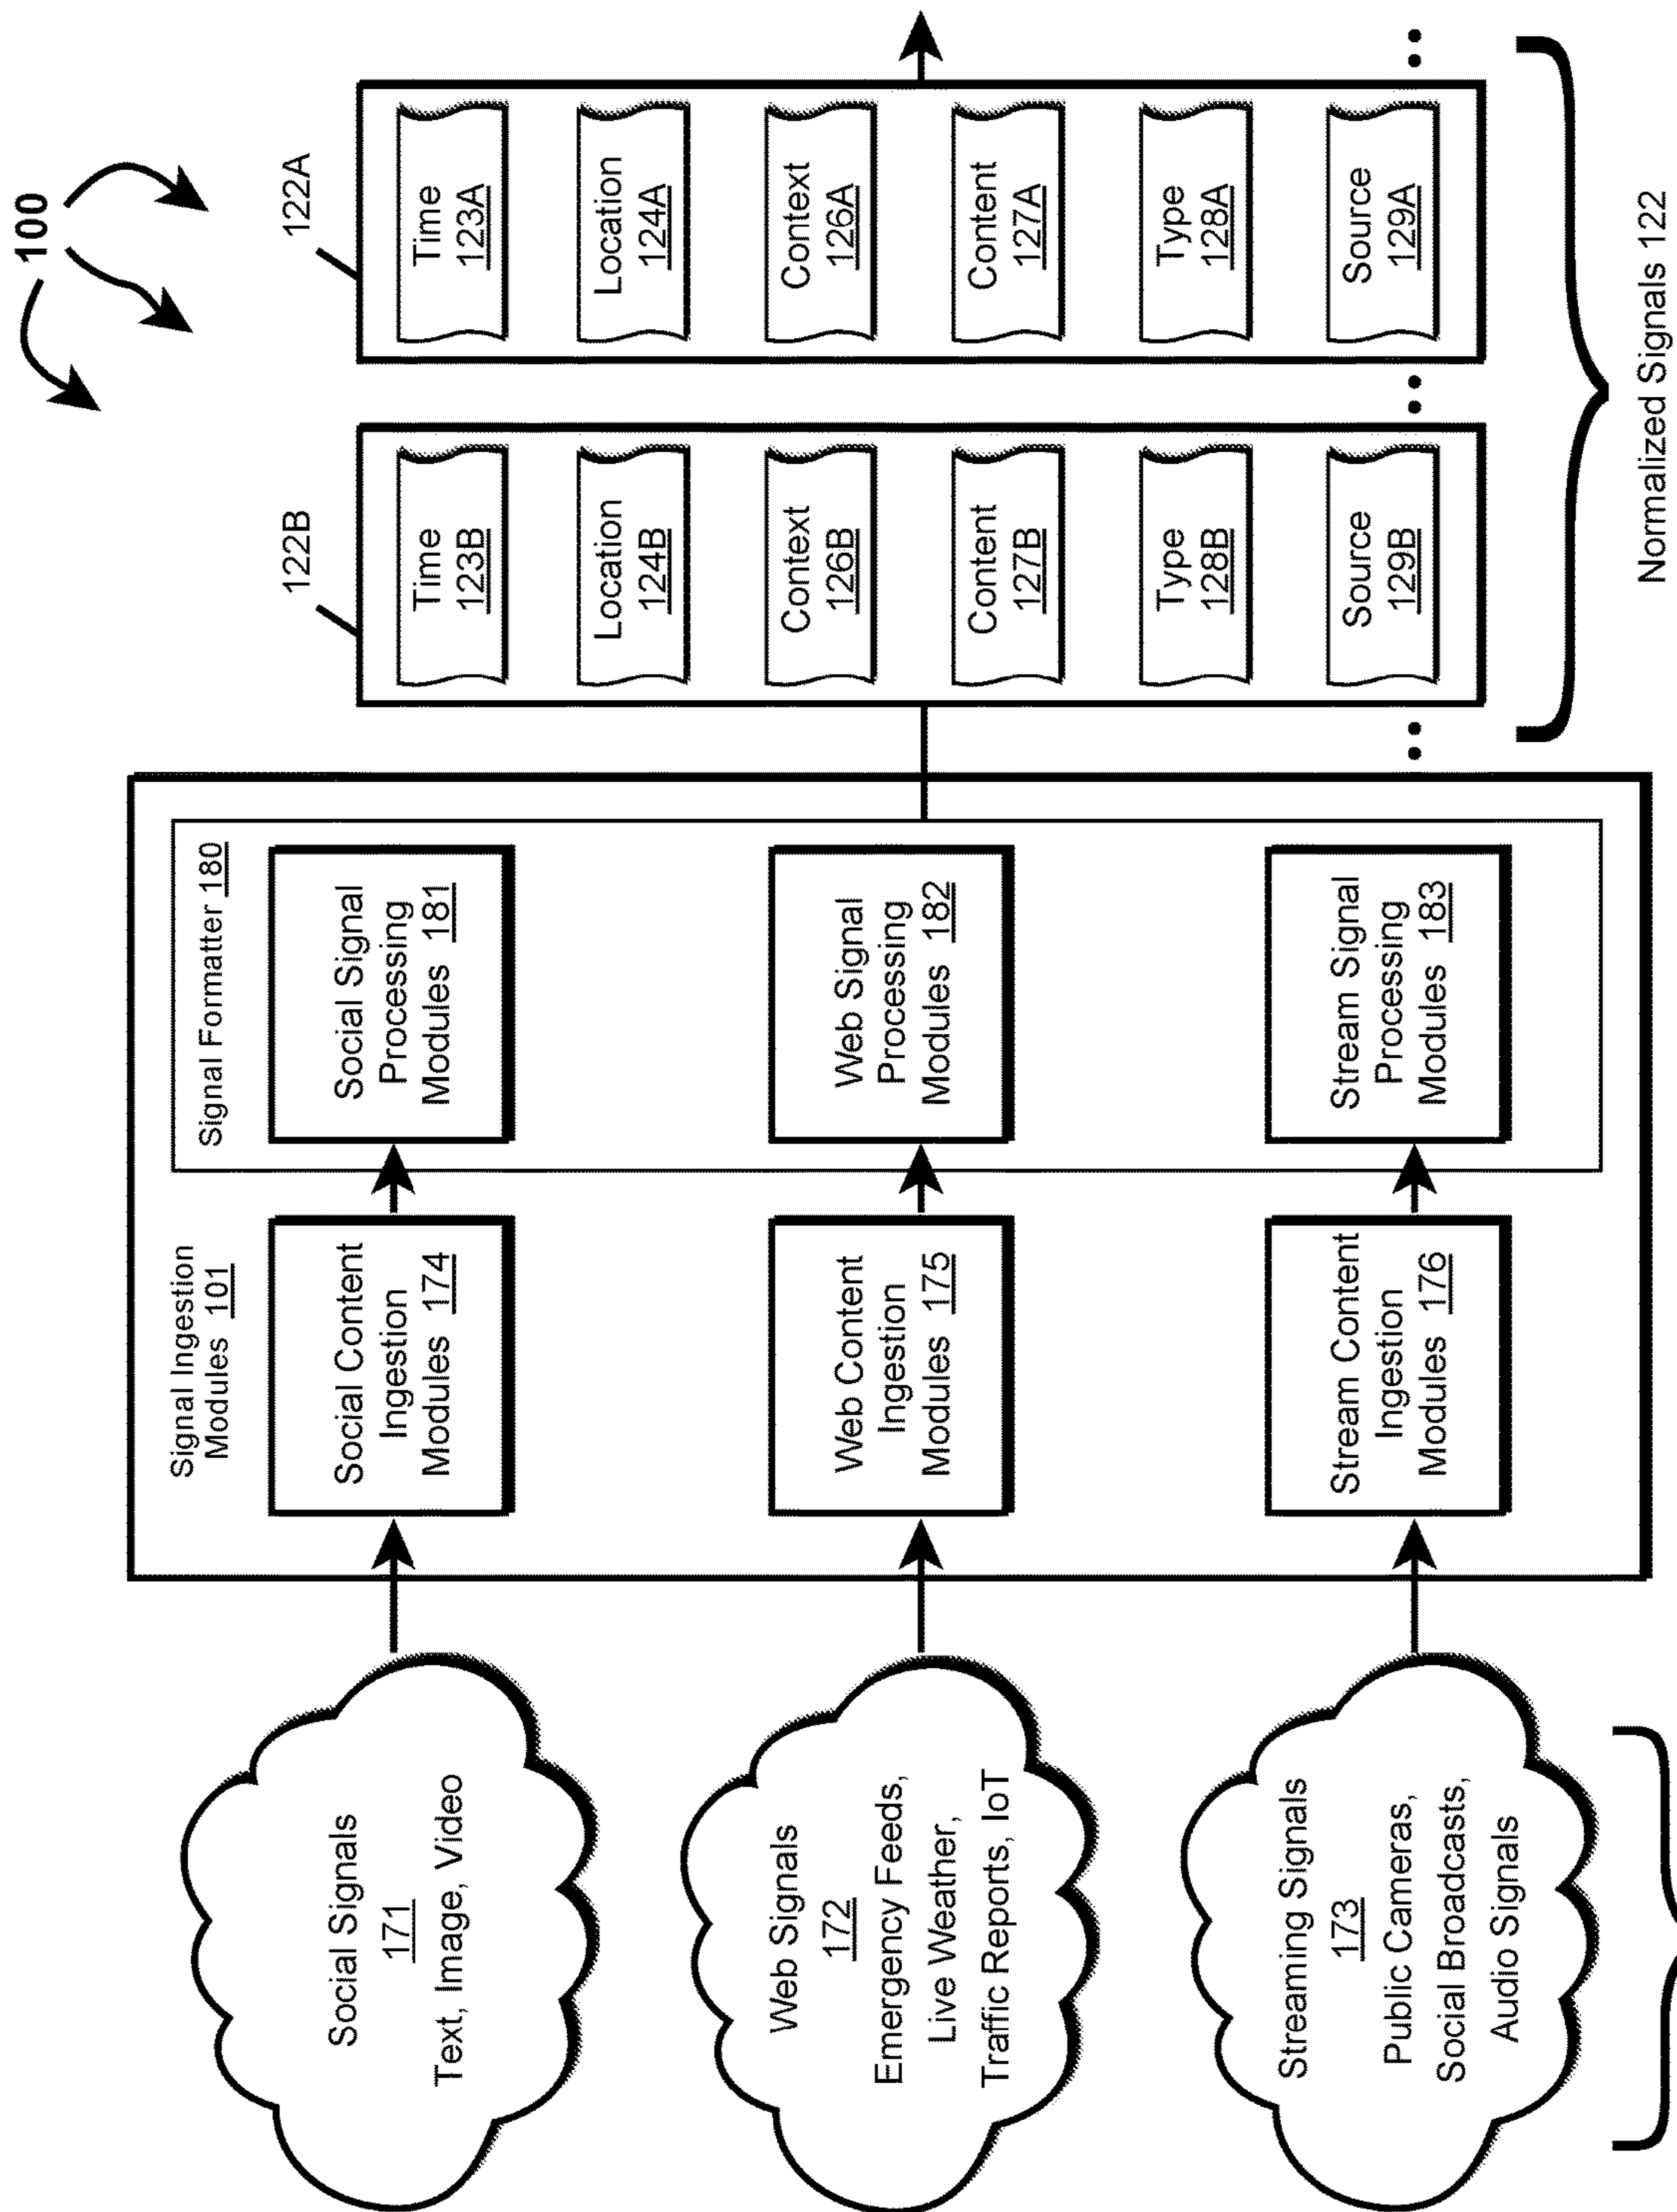 100
Social Signals
171
Text, Image, Video
Web Signals
172
Emergency Feeds,
Live Weather,
Traffic Reports, IoT
Streaming Signals
173
Public Cameras,
Social Broadcasts,
Audio Signals
Signal Ingestion
Modules 101
Social Content
Ingestion
Modules 174
Web Content
Ingestion
Modules 175
Stream Content
Ingestion
Modules 176
Signal Formatter 180
Social Signal
Processing
Modules 181
Web Signal
Processing
Modules 182
Stream Signal
Processing
Modules 183
122B
Time
123B
Location
124B
Context
126B
Content
127B
Type
128B
Source
129B
122A
Time
123A
Location
124A
Context
126A
Content
127A
Type
128A
Source
129A
Normalized Signals 122